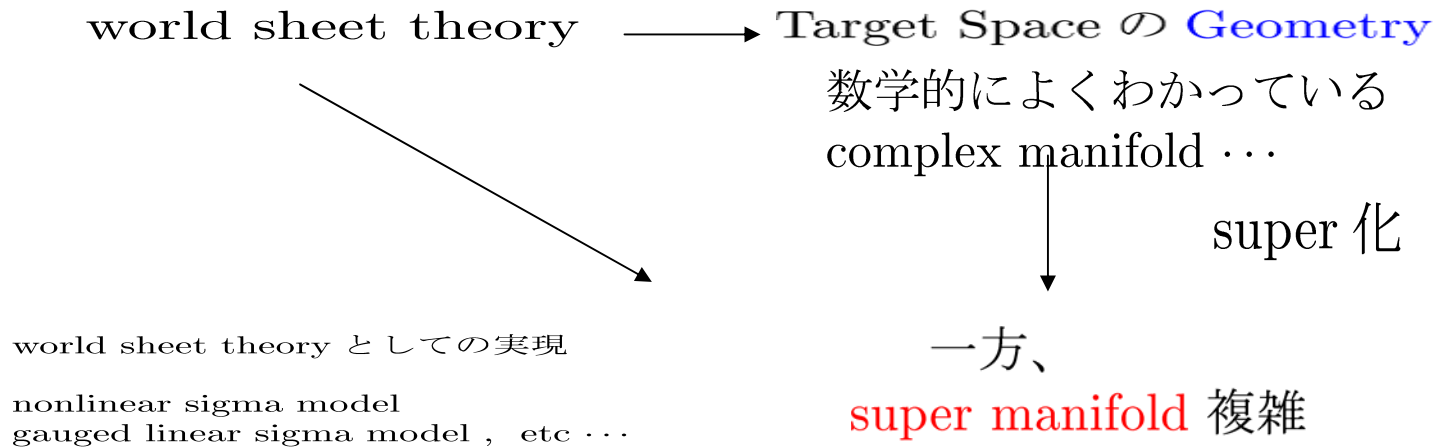 world sheet theory
Target Space の Geometry
数学的によくわかっている
complex manifold ···
super 化
world sheet theory としての実現
nonlinear sigma model
gauged linear sigma model , etc ···
一方、
super manifold 複雑